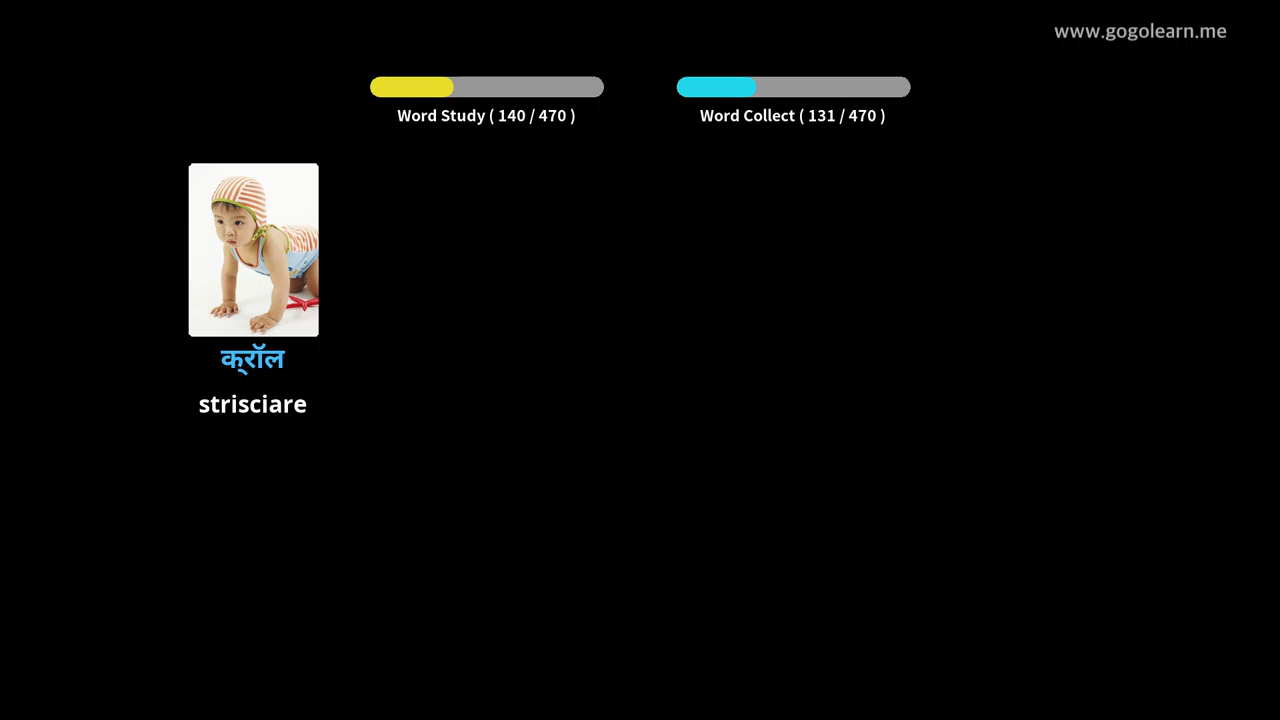 www.gogolearn.me
Word Study ( 140 / 470 )
Word Collect ( 131 / 470 )
क्रॉल
strisciare